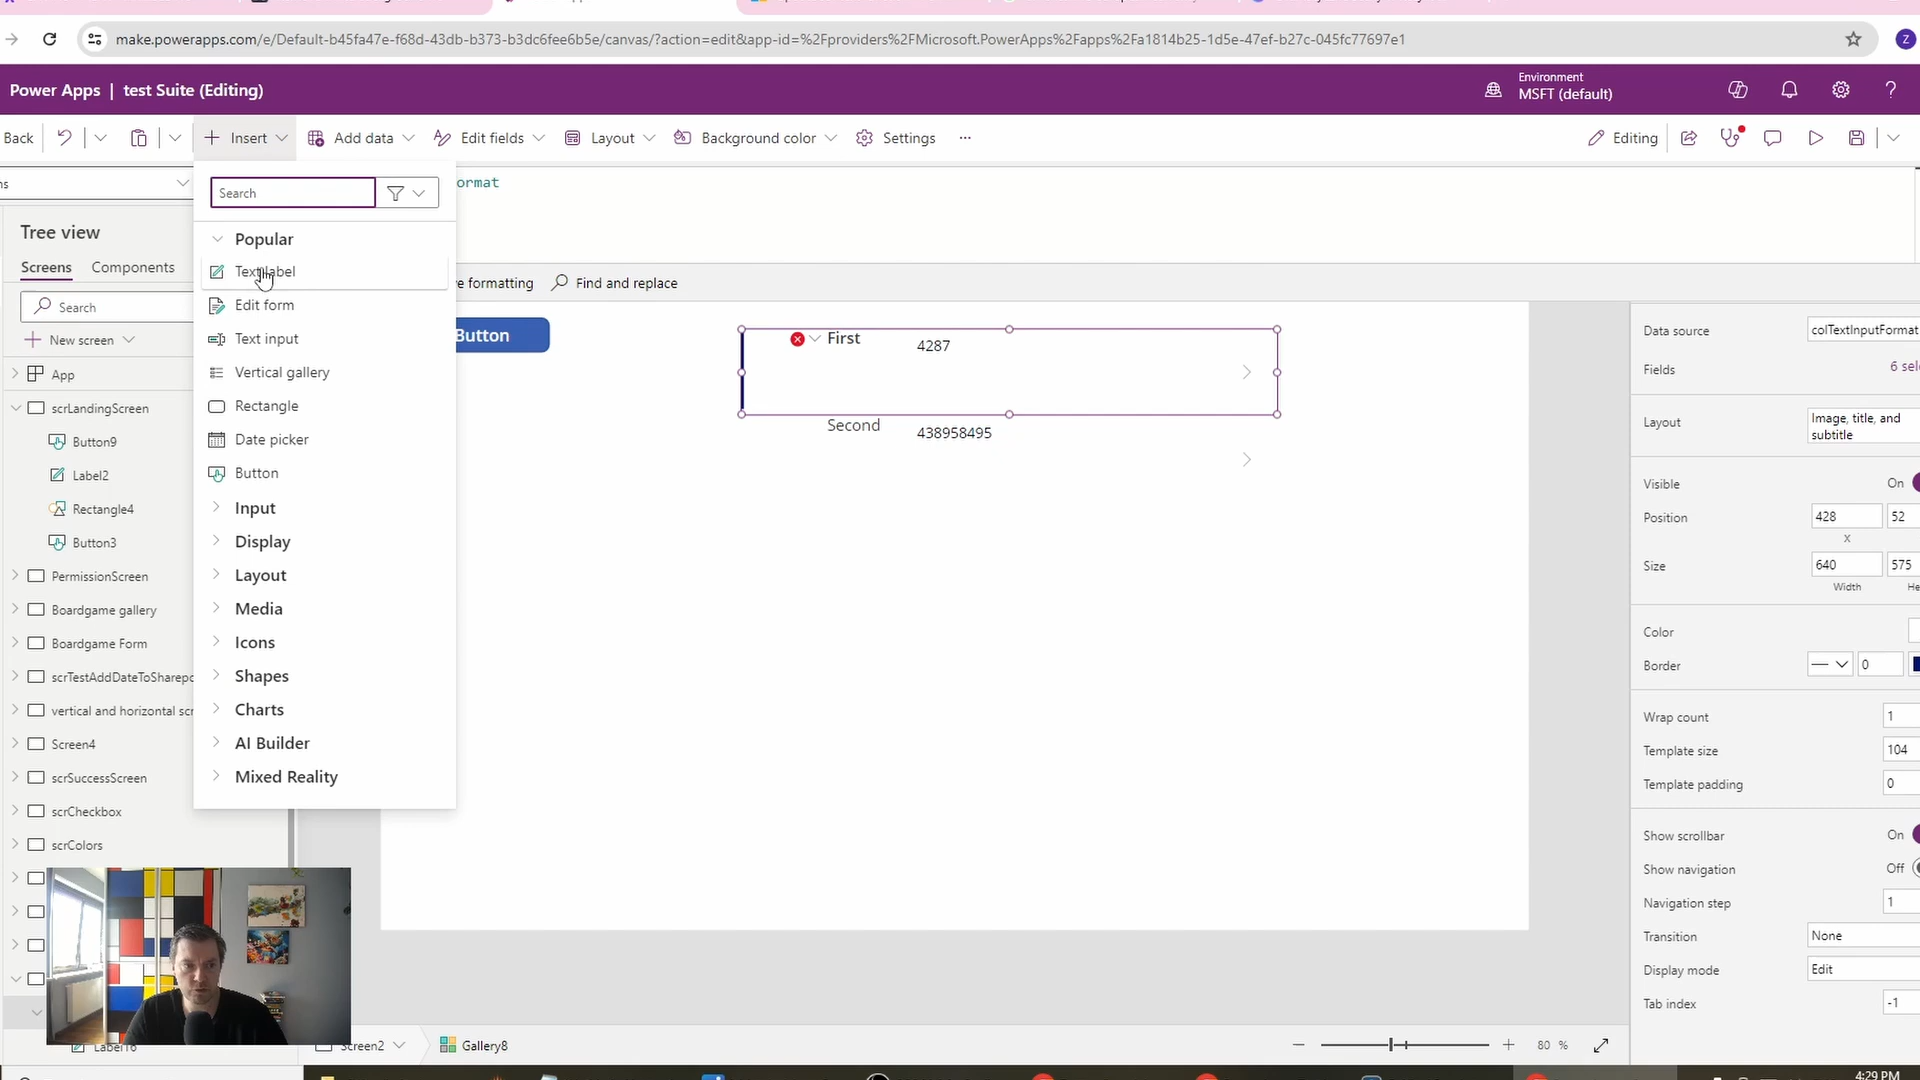 make.powerapps.com/e/Default-b45fa47e-f68d-43db-b373-b3dc6fee6b5e/canvas/?action=edit&app-id=%2Fproviders%2FMicrosoft.PowerApps%2Fapps%2Fa1814b25-1d5e-47ef-b27c-045fc77697e1
Z
Power Apps | test Suite (Editing)
Environment
MSFT (default)
Back
Insert
Add data
Edit fields
Layout
Background color
Settings
Editing
Search
ormat
Tree view
Screens
Components
Search
New screen
App
scrLandingScreen
Button9
Label2
Rectangle4
Button3
PermissionScreen
Boardgame gallery
Boardgame Form
scrTestAddDateToSharepo
vertical and horizontal scr
Screen4
scrSuccessScreen
scrCheckbox
scrColors
Popular
Text label
Edit form
Text input
Vertical gallery
Rectangle
Date picker
Button
Input
Display
Layout
Media
Icons
Shapes
Charts
AI Builder
Mixed Reality
formatting
Find and replace
Button
First
4287
Second
438958495
Data source
colTextInputFormat
Fields
6 sel
Layout
Image, title, and
subtitle
Visible
On
Position
428
52
X
Size
640
575
Width
He
Color
Border
0
Wrap count
1
Template size
104
Template padding
0
Show scrollbar
On
Show navigation
Off
Navigation step
1
Transition
None
Display mode
Edit
Tab index
-1
Screen2
Gallery8
80 %
4:29 PM